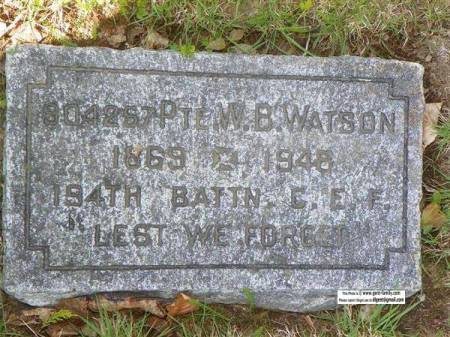 904257 PTE W. B. WATSON
1869 - 1948
194TH BATTN. C. E. F.
"LEST WE FORGET"